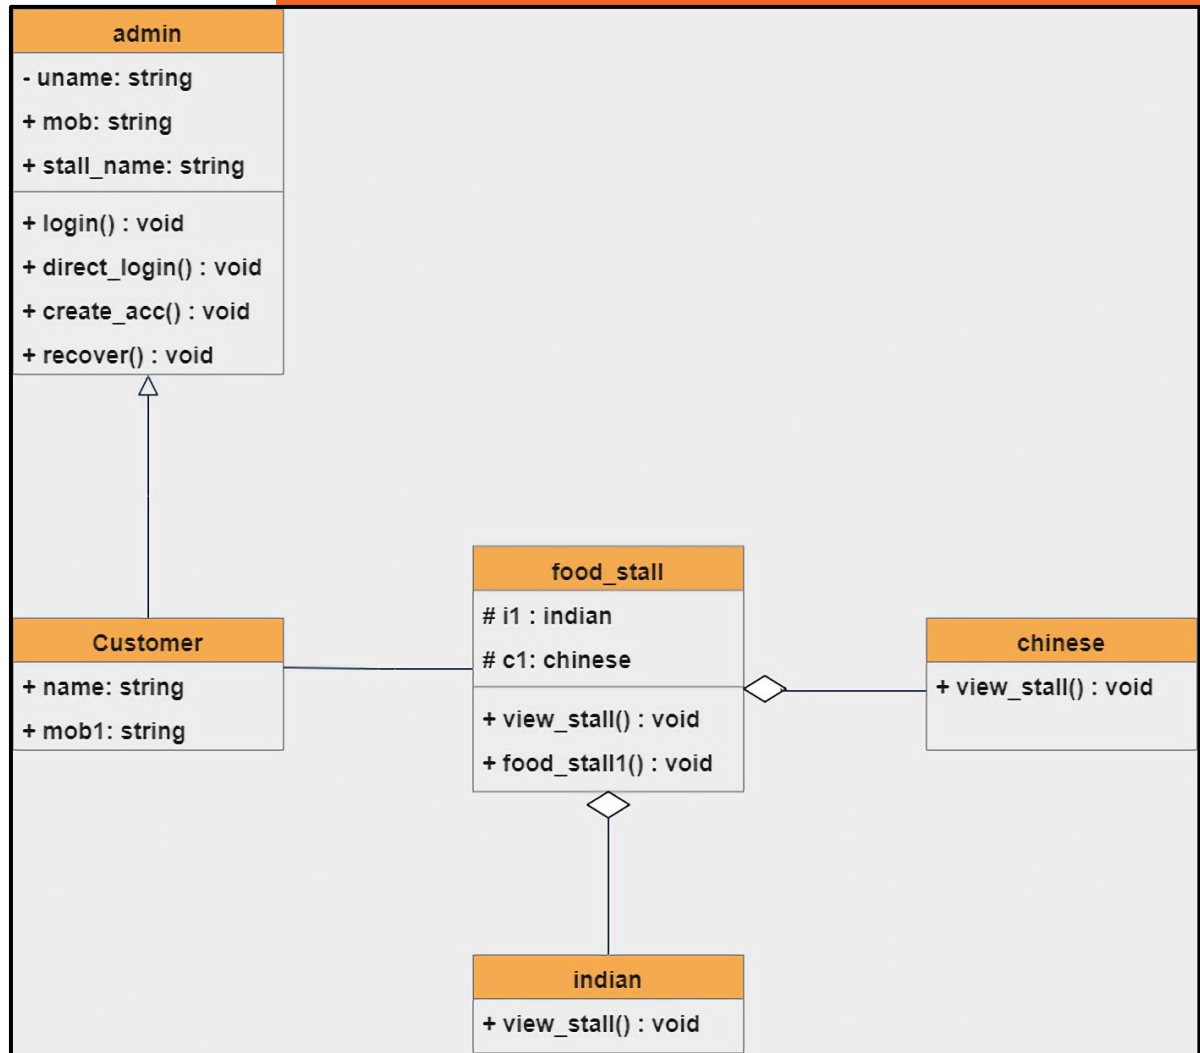 admin
- uname: string
+ mob: string
+ stall_name: string
+ login() : void
+ direct_login() : void
+ create_acc() : void
+ recover() : void
Customer
+ name: string
+ mob1: string
food_stall
# i1 : indian
# c1: chinese
+ view_stall() : void
+ food_stall1() : void
chinese
+ view_stall() : void
indian
+ view_stall() : void